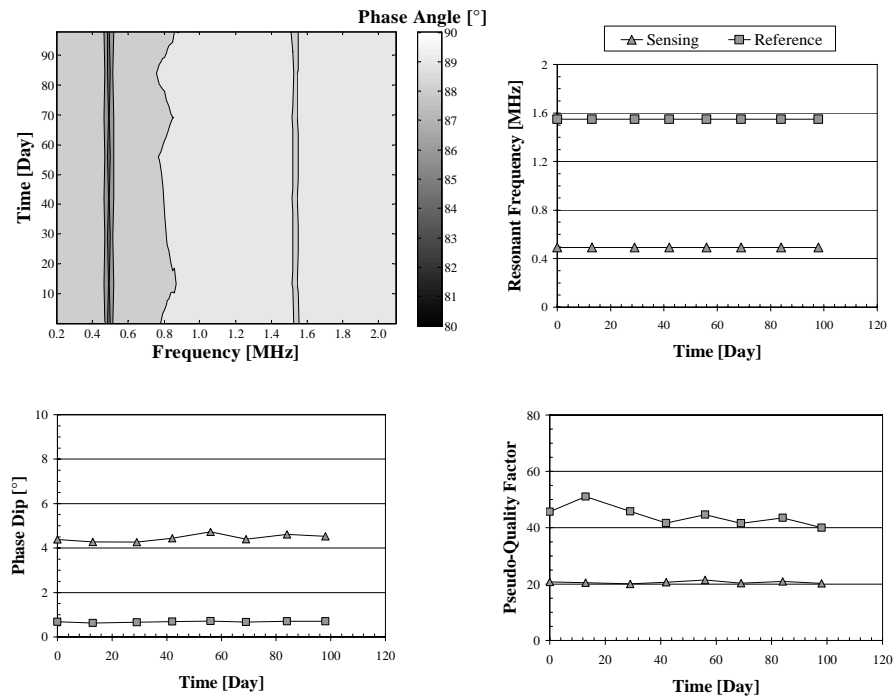 Phase Angle [°]
Time [Day]
98
90
80
70
60
50
40
30
20
10
0.2 0.4 0.6 0.8 1.0 1.2 1.4 1.6 1.8 2.0
Frequency [MHz]
90
89
88
87
86
85
84
83
82
81
80
Sensing Reference
Resonant Frequency [MHz]
2
1.6
1.2
0.8
0.4
0
0 20 40 60 80 100 120
Time [Day]
Phase Dip [°]
10
8
6
4
2
0
0 20 40 60 80 100 120
Time [Day]
Pseudo-Quality Factor
80
60
40
20
0
0 20 40 60 80 100 120
Time [Day]